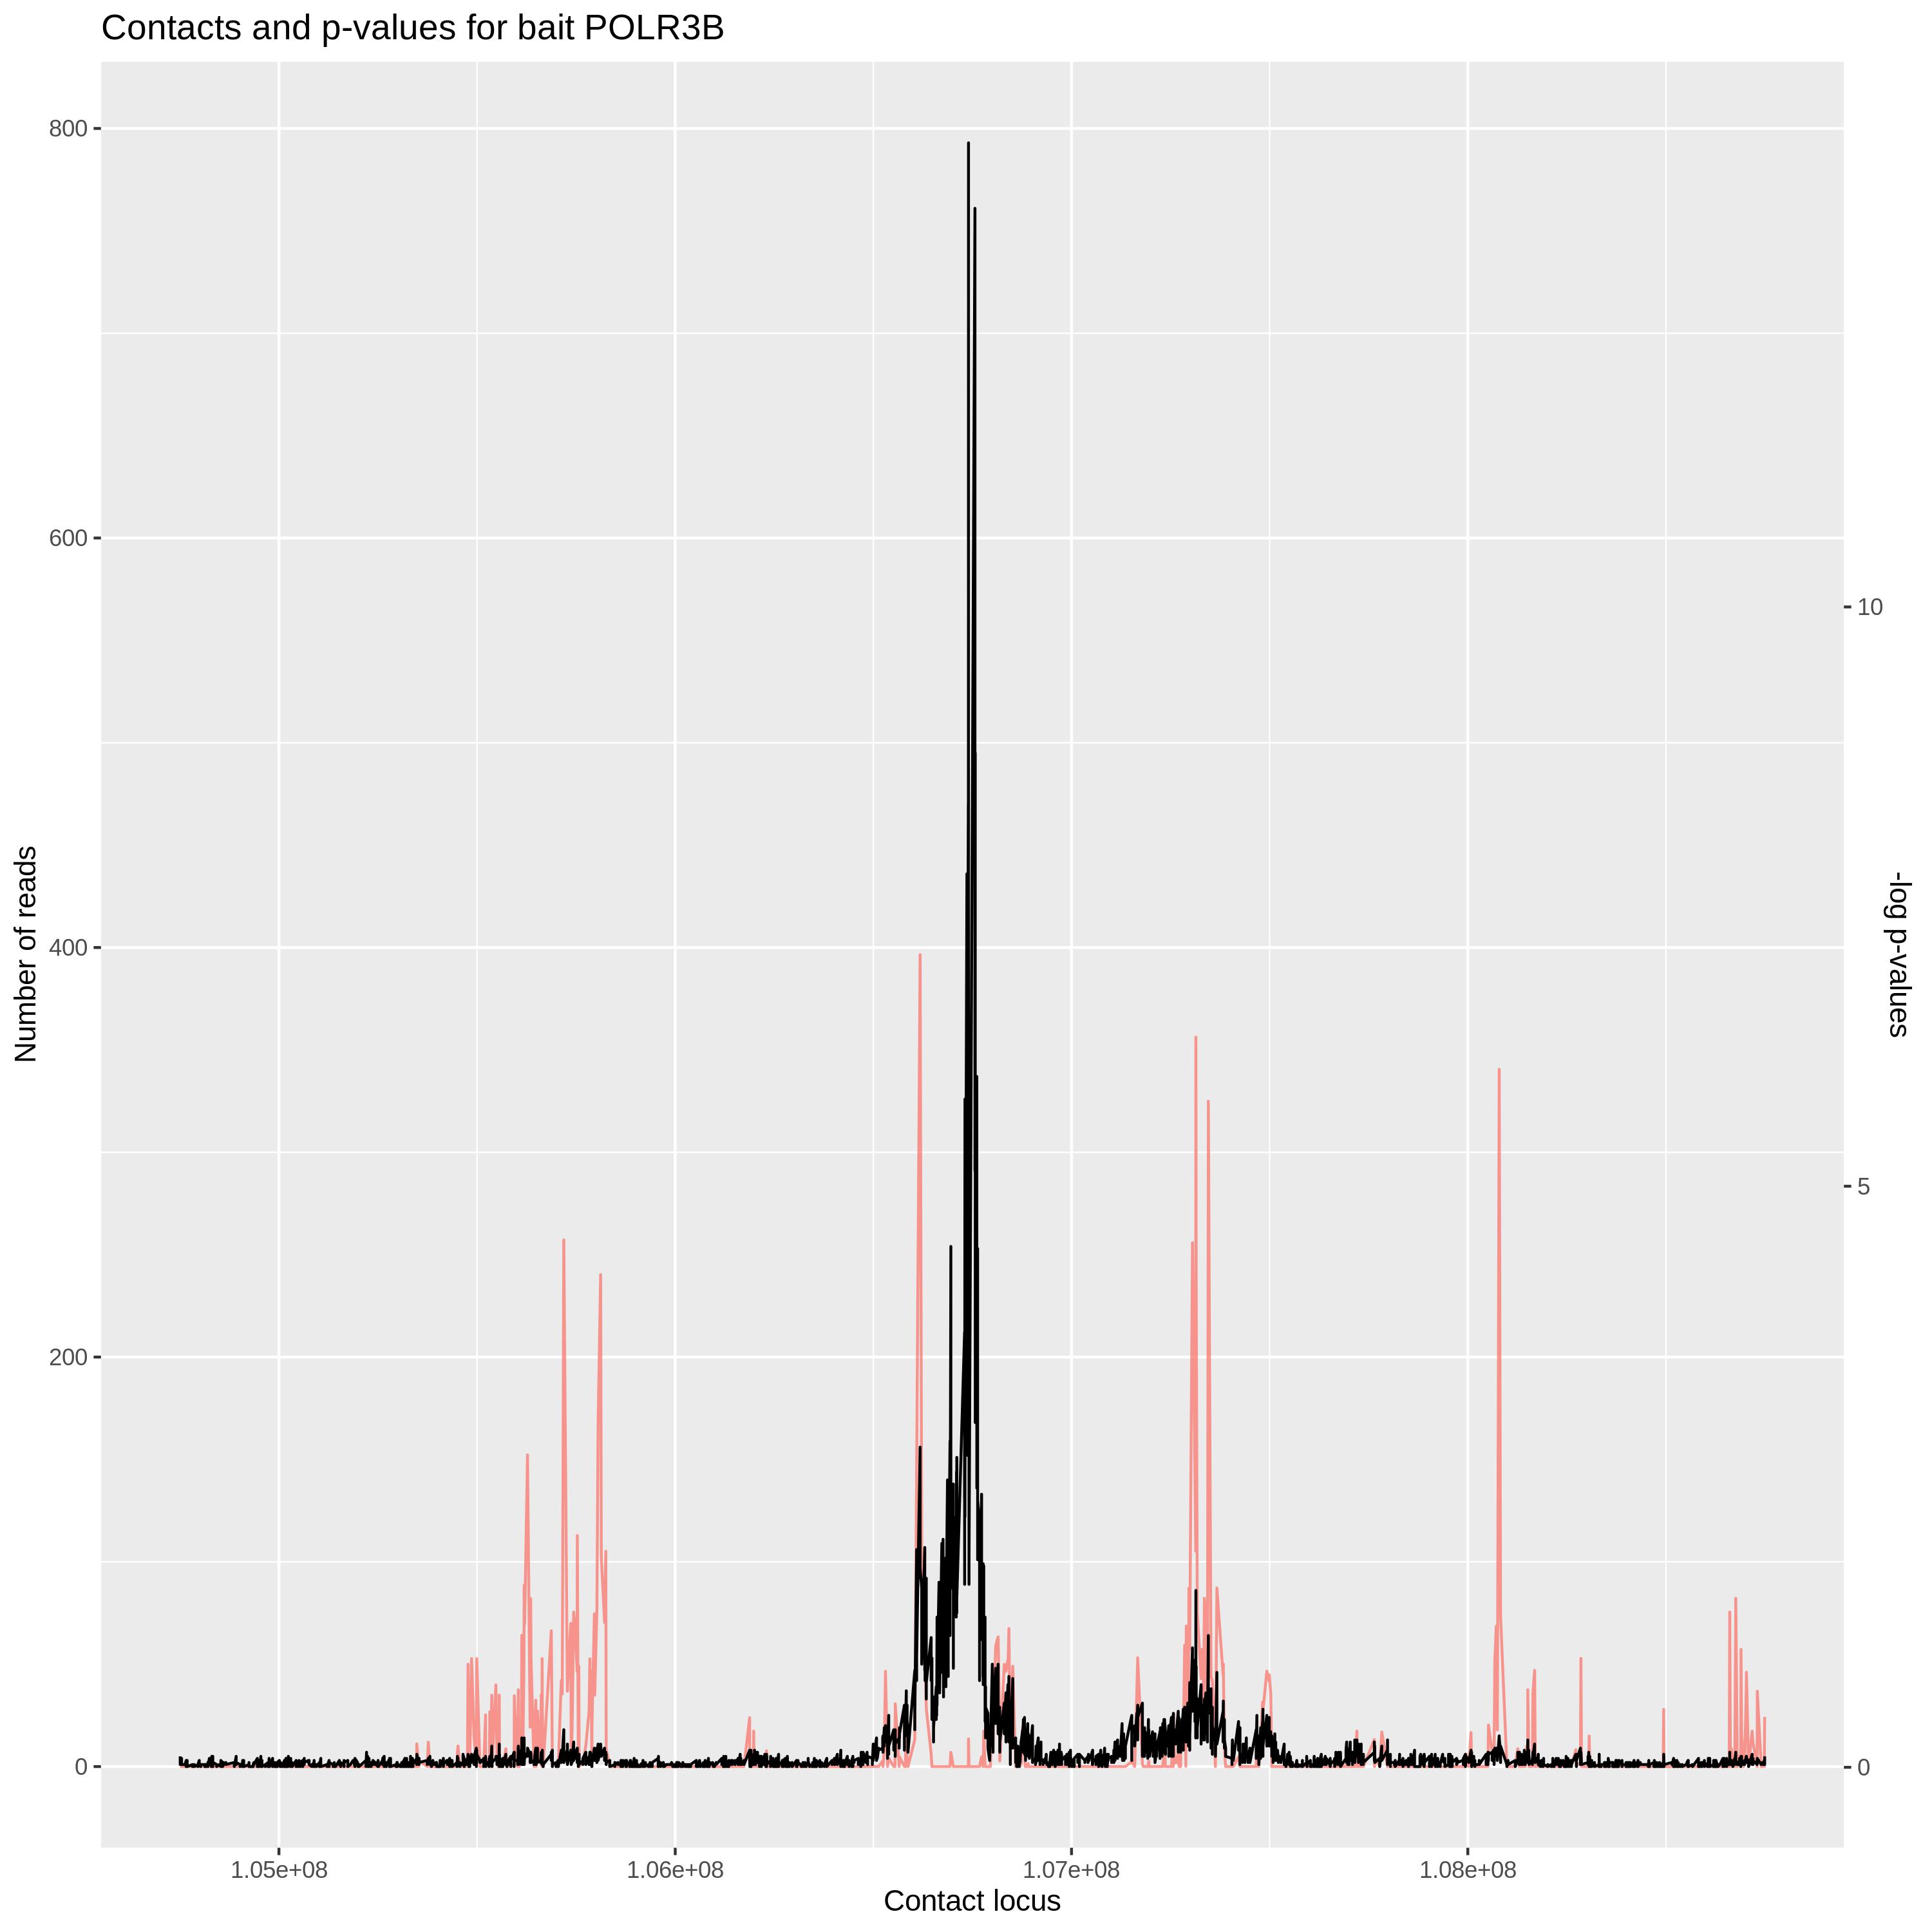 Contacts and p-values for bait POLR3B
800
600
400
200
0
Number of reads
10
5
0
-log p-values
1.05e+08
1.06e+08
1.07e+08
1.08e+08
Contact locus